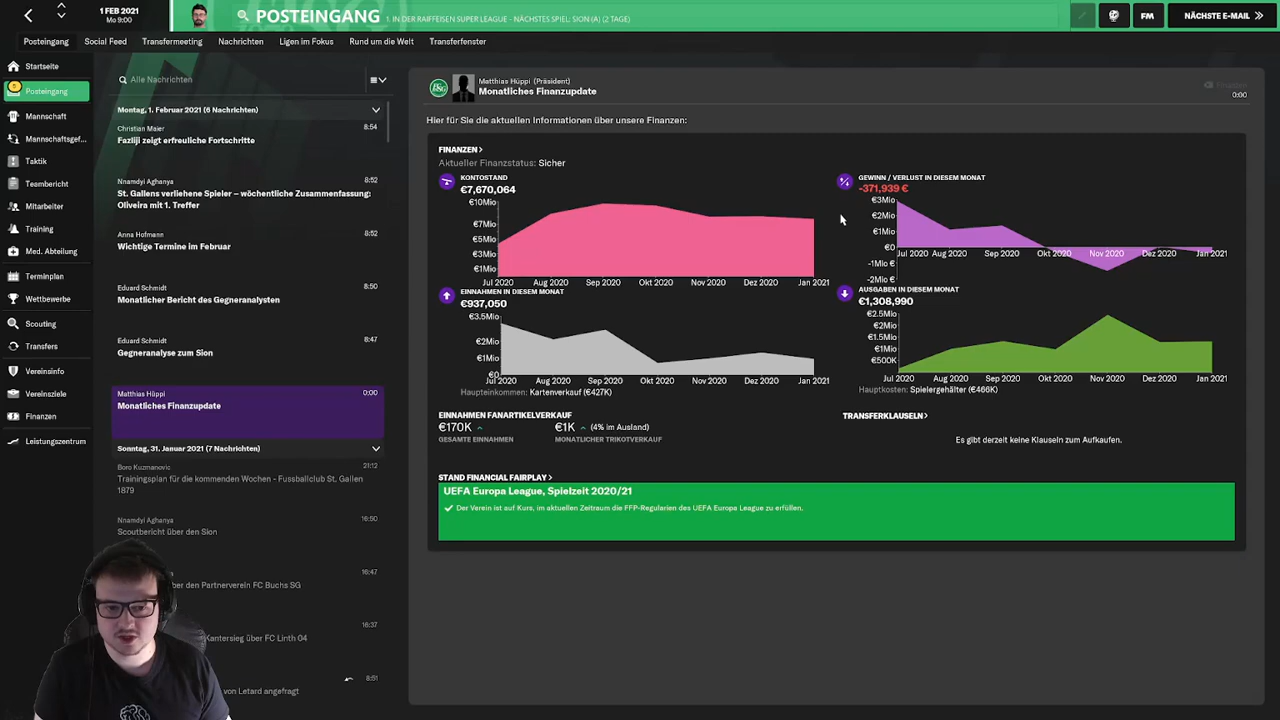 1 FEB 2021
Mo 9:00
POSTEINGANG
1. IN DER RAIFFEISEN SUPER LEAGUE - NÄCHSTES SPIEL: SION (A) (2 TAGE)
FM
NÄCHSTE E-MAIL
Posteingang
Social Feed
Transfermeeting
Nachrichten
Ligen im Fokus
Rund um die Welt
Transferfenster
Startseite
Posteingang
Mannschaft
Mannschaftsgef...
Taktik
Teambericht
Mitarbeiter
Training
Med. Abteilung
Terminplan
Wettbewerbe
Scouting
Transfers
Vereinsinfo
Vereinsziele
Finanzen
Leistungszentrum
Alle Nachrichten
Montag, 1. Februar 2021 (6 Nachrichten)
Christian Maier 8:54
Fazliji zeigt erfreuliche Fortschritte
Nnamdyi Aghanya 8:52
St. Gallens verliehene Spieler – wöchentliche Zusammenfassung:
Oliveira mit 1. Treffer
Anna Hofmann 8:52
Wichtige Termine im Februar
Eduard Schmidt 8:50
Monatlicher Bericht des Gegneranalysten
Eduard Schmidt 8:47
Gegneranalyse zum Sion
Matthias Hüppi 0:00
Monatliches Finanzupdate
Sonntag, 31. Januar 2021 (7 Nachrichten)
Boro Kuzmanovic 21:12
Trainingsplan für die kommenden Wochen - Fussballclub St. Gallen
1879
Nnamdyi Aghanya 16:50
Scoutbericht über den Sion
16:47
ber den Partnerverein FC Buchs SG
16:37
Kantersieg über FC Linth 04
8:51
von Letard angefragt
Matthias Hüppi (Präsident)
Monatliches Finanzupdate
Finanzen
0:00
Hier für Sie die aktuellen Informationen über unsere Finanzen:
FINANZEN
Aktueller Finanzstatus: Sicher
KONTOSTAND
€7,670,064
€10Mio
€7Mio
€5Mio
€3Mio
€1Mio
Jul 2020 Aug 2020 Sep 2020 Okt 2020 Nov 2020 Dez 2020 Jan 2021
GEWINN / VERLUST IN DIESEM MONAT
-371,939 €
€3Mio
€2Mio
€1Mio
€0
-1Mio €
-2Mio €
Jul 2020 Aug 2020 Sep 2020 Okt 2020 Nov 2020 Dez 2020 Jan 2021
EINNAHMEN IN DIESEM MONAT
€937,050
€3.5Mio
€2Mio
€1Mio
€0
Jul 2020 Aug 2020 Sep 2020 Okt 2020 Nov 2020 Dez 2020 Jan 2021
Haupteinkommen: Kartenverkauf (€427K)
AUSGABEN IN DIESEM MONAT
€1,308,990
€2.5Mio
€2Mio
€1.5Mio
€1Mio
€500K
Jul 2020 Aug 2020 Sep 2020 Okt 2020 Nov 2020 Dez 2020 Jan 2021
Hauptkosten: Spielergehälter (€466K)
EINNAHMEN FANARTIKELVERKAUF
€170K €1K (4% im Ausland)
GESAMTE EINNAHMEN MONATLICHER TRIKOTVERKAUF
TRANSFERKLAUSELN
Es gibt derzeit keine Klauseln zum Aufkaufen.
STAND FINANCIAL FAIRPLAY
UEFA Europa League, Spielzeit 2020/21
Der Verein ist auf Kurs, im aktuellen Zeitraum die FFP-Regularien des UEFA Europa League zu erfüllen.